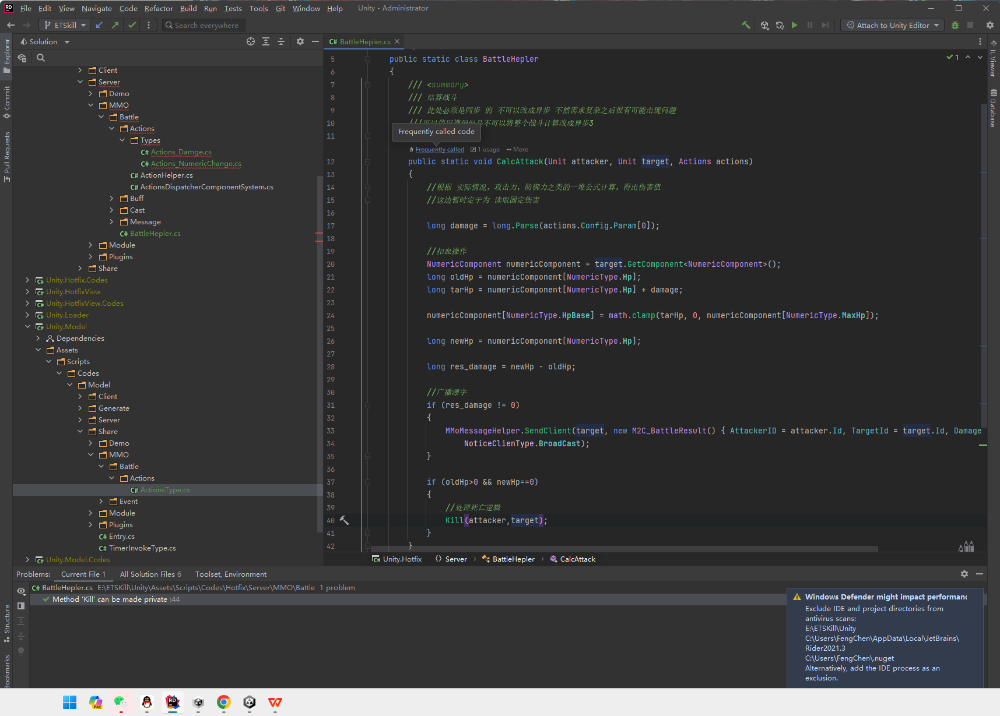 File Edit View Navigate Code Refactor Build Run Tests Tools Git Window Help Unity - Administrator
ETSkill Search everywhere Attach to Unity Editor
Solution
BattleHepler.cs
Explorer
Commit
Pull Requests
Structure
Bookmarks
IL Viewer
Database
Client
Server
Demo
MMO
Battle
Actions
Types
Actions_Damge.cs
Actions_NumericChange.cs
ActionHelper.cs
ActionsDispatcherComponentSystem.cs
Buff
Cast
Message
BattleHepler.cs
Module
Plugins
Share
Unity.Hotfix.Codes
Unity.HotfixView
Unity.HotfixView.Codes
Unity.Loader
Unity.Model
Dependencies
Assets
Scripts
Codes
Model
Client
Generate
Server
Share
Demo
MMO
Battle
Actions
ActionsType.cs
Event
Module
Plugins
Entry.cs
TimerInvokeType.cs
Unity.Model.Codes
1
5 public static class BattleHepler
6 {
7 /// <summary>
8 /// 结算战斗
9 /// 此处必须是同步 的 不可以改成异步 不然需求复杂之后很有可能出现问题
10 是不可以将整个战斗计算改成异步3
Frequently called code
11
Frequently called 1 usage More
12 public static void CalcAttack(Unit attacker, Unit target, Actions actions)
13 {
14 //根据 实际情况，攻击力，防御力之类的一堆公式计算，得出伤害值
15 //这边暂时定于为 读取固定伤害
16
17 long damage = long.Parse(actions.Config.Param[0]);
18
19 //扣血操作
20 NumericComponent numericComponent = target.GetComponent<NumericComponent>();
21 long oldHp = numericComponent[NumericType.Hp];
22 long tarHp = numericComponent[NumericType.Hp] + damage;
23
24 numericComponent[NumericType.HpBase] = math.clamp(tarHp, 0, numericComponent[NumericType.MaxHp]);
25
26 long newHp = numericComponent[NumericType.Hp];
27
28 long res_damage = newHp - oldHp;
29
30 //广播漂字
31 if (res_damage != 0)
32 {
33 MMoMessageHelper.SendClient(target, new M2C_BattleResult() { AttackerID = attacker.Id, TargetId = target.Id, Damage
34 NoticeClienType.BroadCast);
35 }
36
37 if (oldHp>0 && newHp==0)
38 {
39 //处理死亡逻辑
40 Kill(attacker,target);
41 }
42 }
Unity.Hotfix Server BattleHepler CalcAttack
Problems: Current File 1 All Solution Files 6 Toolset, Environment
BattleHepler.cs E:\ETSKill\Unity\Assets\Scripts\Codes\Hotfix\Server\MMO\Battle 1 problem
Method 'Kill' can be made private :44
Windows Defender might impact performanc
Exclude IDE and project directories from
antivirus scans:
E:\ETSKill\Unity
C:\Users\FengChen\AppData\Local\JetBrains\
Rider2021.3
C:\Users\FengChen\.nuget
Alternatively, add the IDE process as an
exclusion.